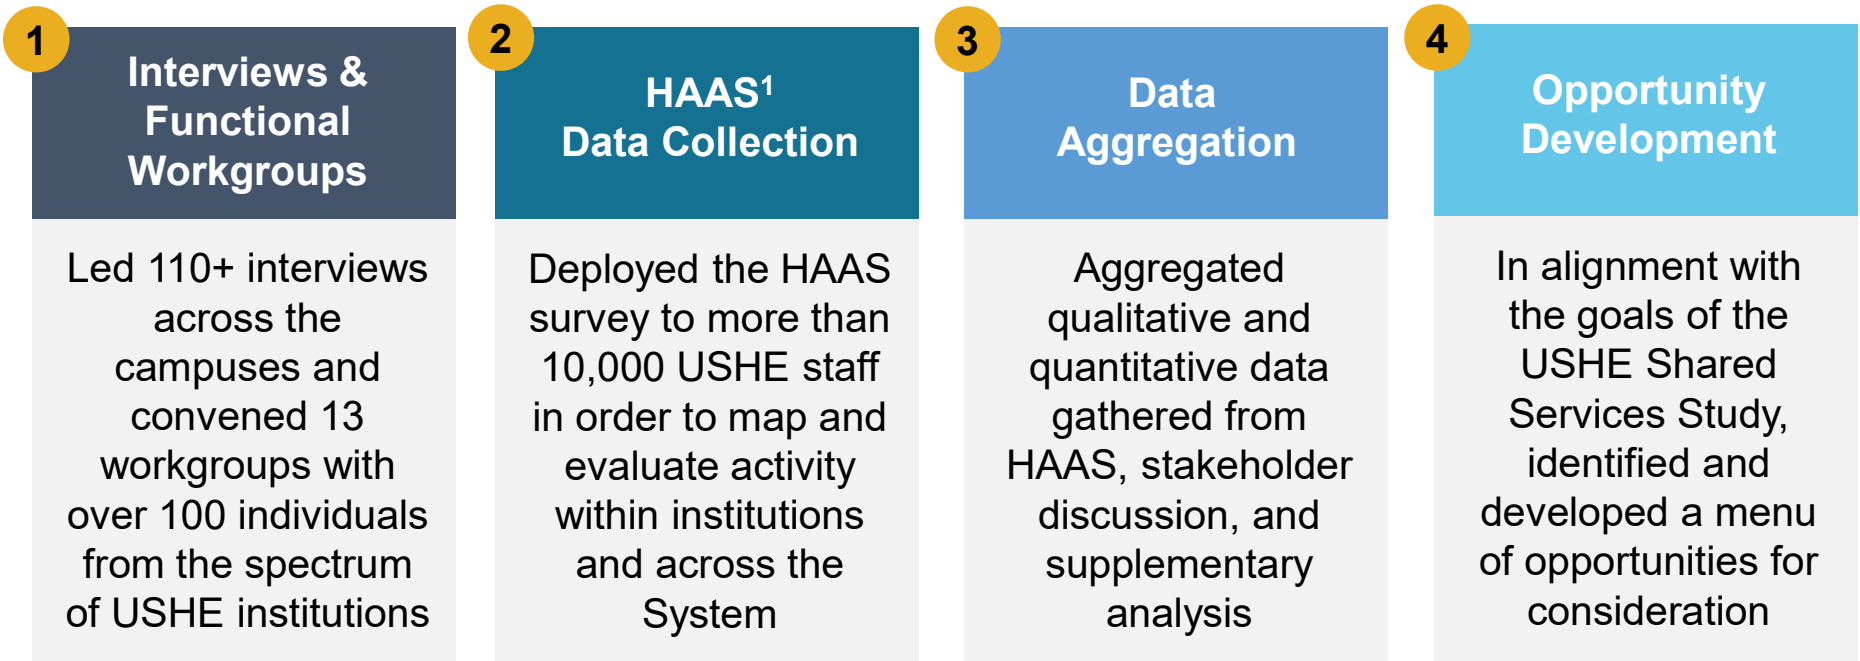 1
Interviews &
Functional
Workgroups
Led 110+ interviews
across the
campuses and
convened 13
workgroups with
over 100 individuals
from the spectrum
of USHE institutions
2
HAAS¹
Data Collection
Deployed the HAAS
survey to more than
10,000 USHE staff
in order to map and
evaluate activity
within institutions
and across the
System
3
Data
Aggregation
Aggregated
qualitative and
quantitative data
gathered from
HAAS, stakeholder
discussion, and
supplementary
analysis
4
Opportunity
Development
In alignment with
the goals of the
USHE Shared
Services Study,
identified and
developed a menu
of opportunities for
consideration